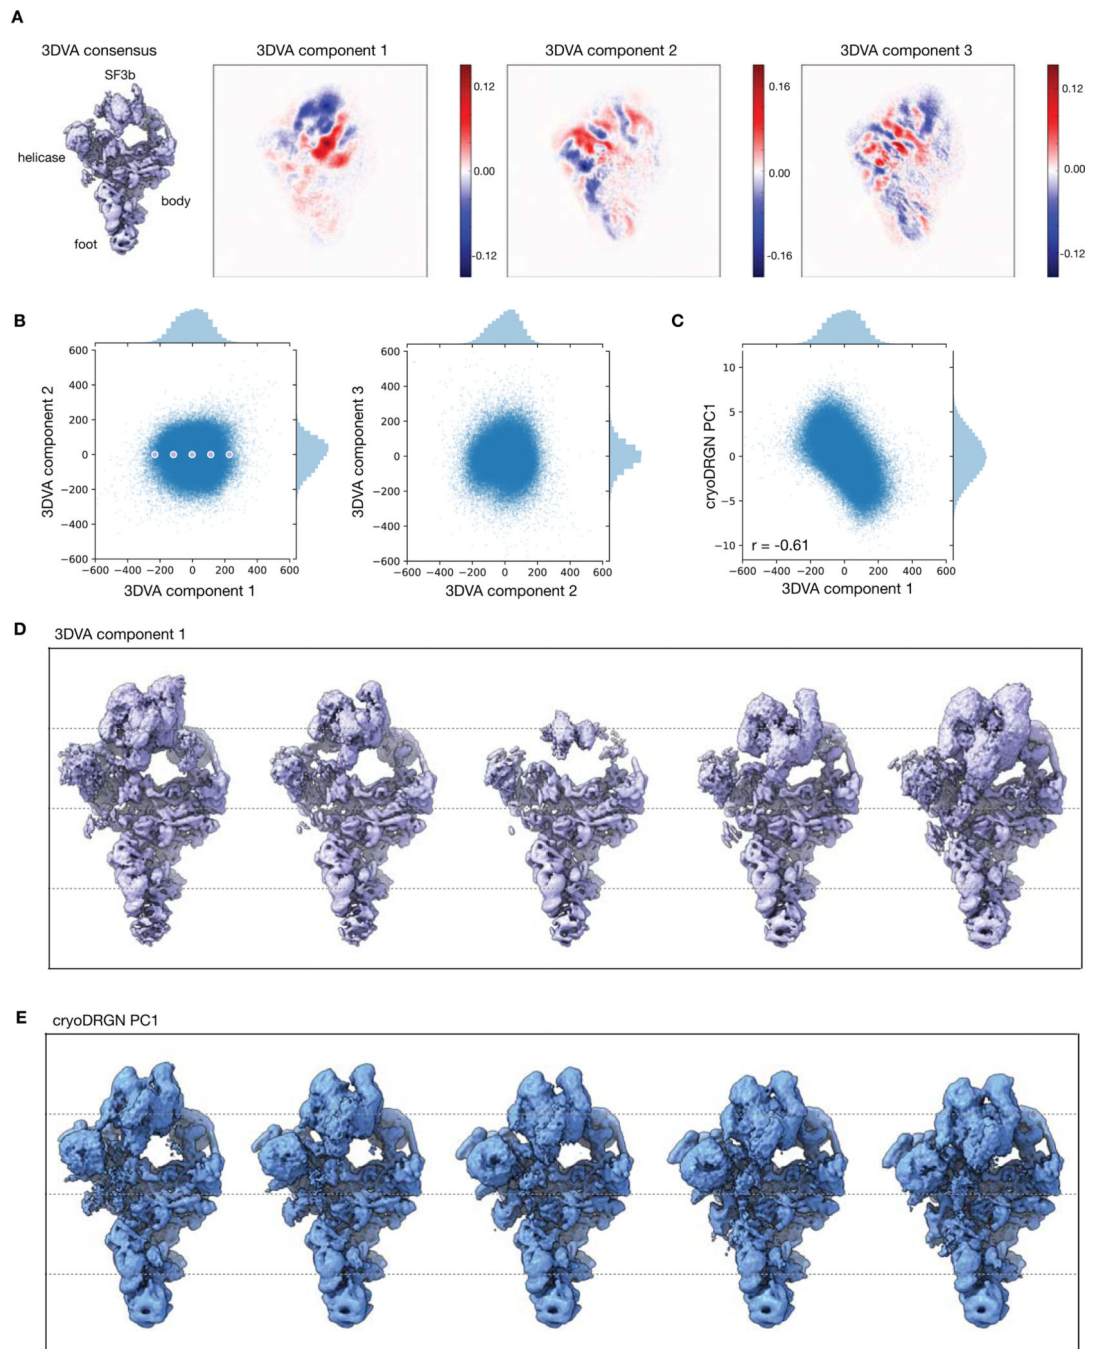 A
3DVA consensus
3DVA component 1
3DVA component 2
3DVA component 3
SF3b
helicase
body
foot
0.12
0.00
-0.12
0.16
0.00
-0.16
0.12
0.00
-0.12
B
600
400
200
0
−200
−400
−600
−600 −400 −200 0 200 400 600
3DVA component 2
3DVA component 1
600
400
200
0
−200
−400
−600
−600 −400 −200 0 200 400 600
3DVA component 3
3DVA component 2
C
10
5
0
−5
−10
r = -0.61
−600 −400 −200 0 200 400 600
cryoDRGN PC1
3DVA component 1
D
3DVA component 1
E
cryoDRGN PC1